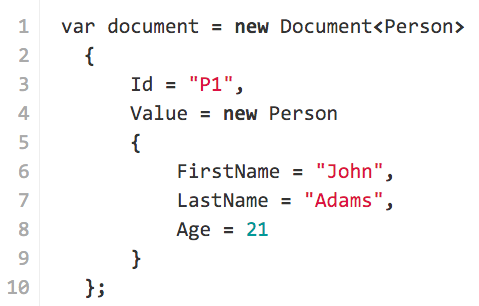 1 var document = new Document<Person>
2 {
3 Id = "P1",
4 Value = new Person
5 {
6 FirstName = "John",
7 LastName = "Adams",
8 Age = 21
9 }
10 };